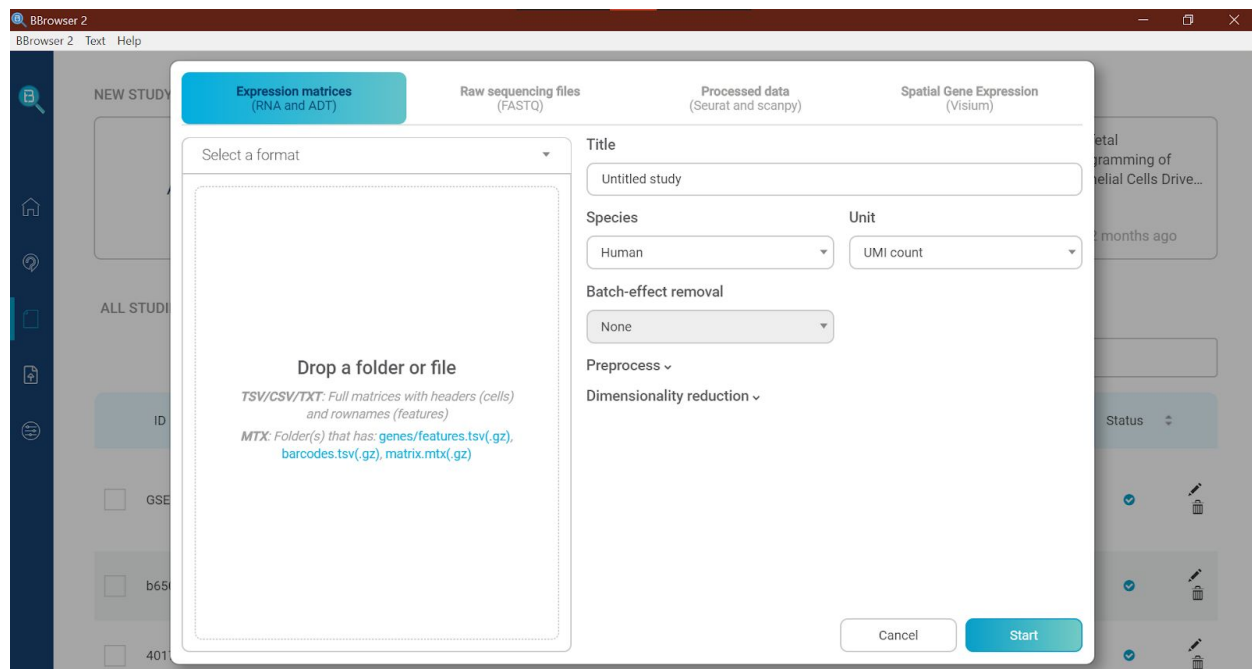 BBrowser 2
BBrowser 2 Text Help
NEW STUDY
Expression matrices
(RNA and ADT)
Raw sequencing files
(FASTQ)
Processed data
(Seurat and scanpy)
Spatial Gene Expression
(Visium)
Select a format
Drop a folder or file
TSV/CSV/TXT: Full matrices with headers (cells)
and rownames (features)
MTX: Folder(s) that has: genes/features.tsv(.gz),
barcodes.tsv(.gz), matrix.mtx(.gz)
Title
Untitled study
Species
Unit
Human
UMI count
Batch-effect removal
None
Preprocess
Dimensionality reduction
Cancel
Start
etal
gramming of
helial Cells Drive...
2 months ago
ALL STUDI
ID
Status
GSE
b650
401